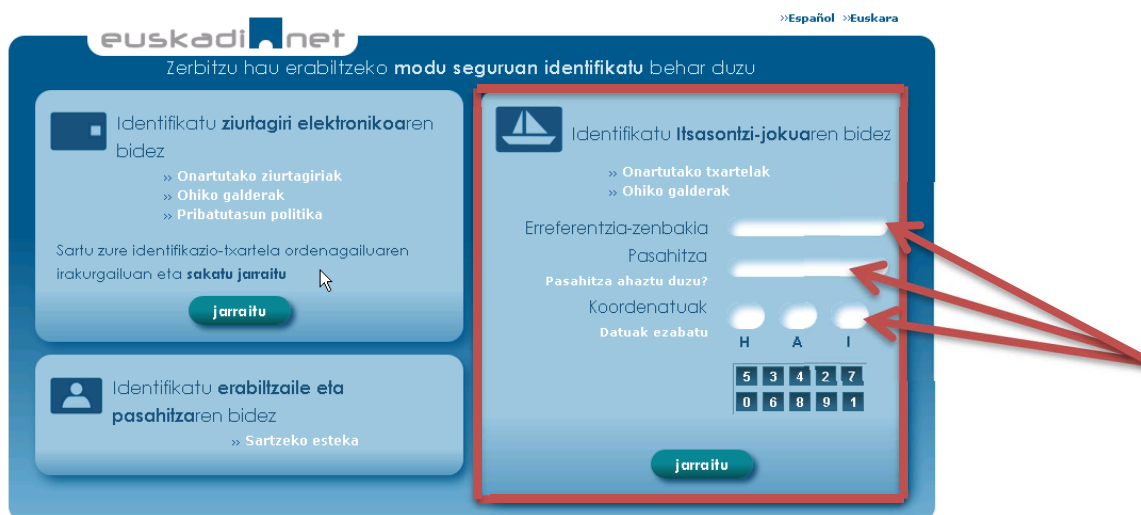 »Español »Euskara
euskadi.net
Zerbitzu hau erabiltzeko modu seguruan identifikatu behar duzu
Identifikatu ziurtagiri elektronikoaren
bidez
» Onartutako ziurtagiriak
» Ohiko galderak
» Pribatutasun politika
Sartu zure identifikazio-txartela ordenagailuaren
irakurgailuan eta sakatu jarraitu
jarraitu
Identifikatu erabiltzaile eta
pasahitzaren bidez
» Sartzeko esteka
Identifikatu Itsasontzi-jokuaren bidez
» Onartutako txartelak
» Ohiko galderak
Erreferentzia-zenbakia
Pasahitza
Pasahitza ahaztu duzu?
Koordenatuak
Datuak ezabatu
H A I
5 3 4 2 7
0 6 8 9 1
jarraitu